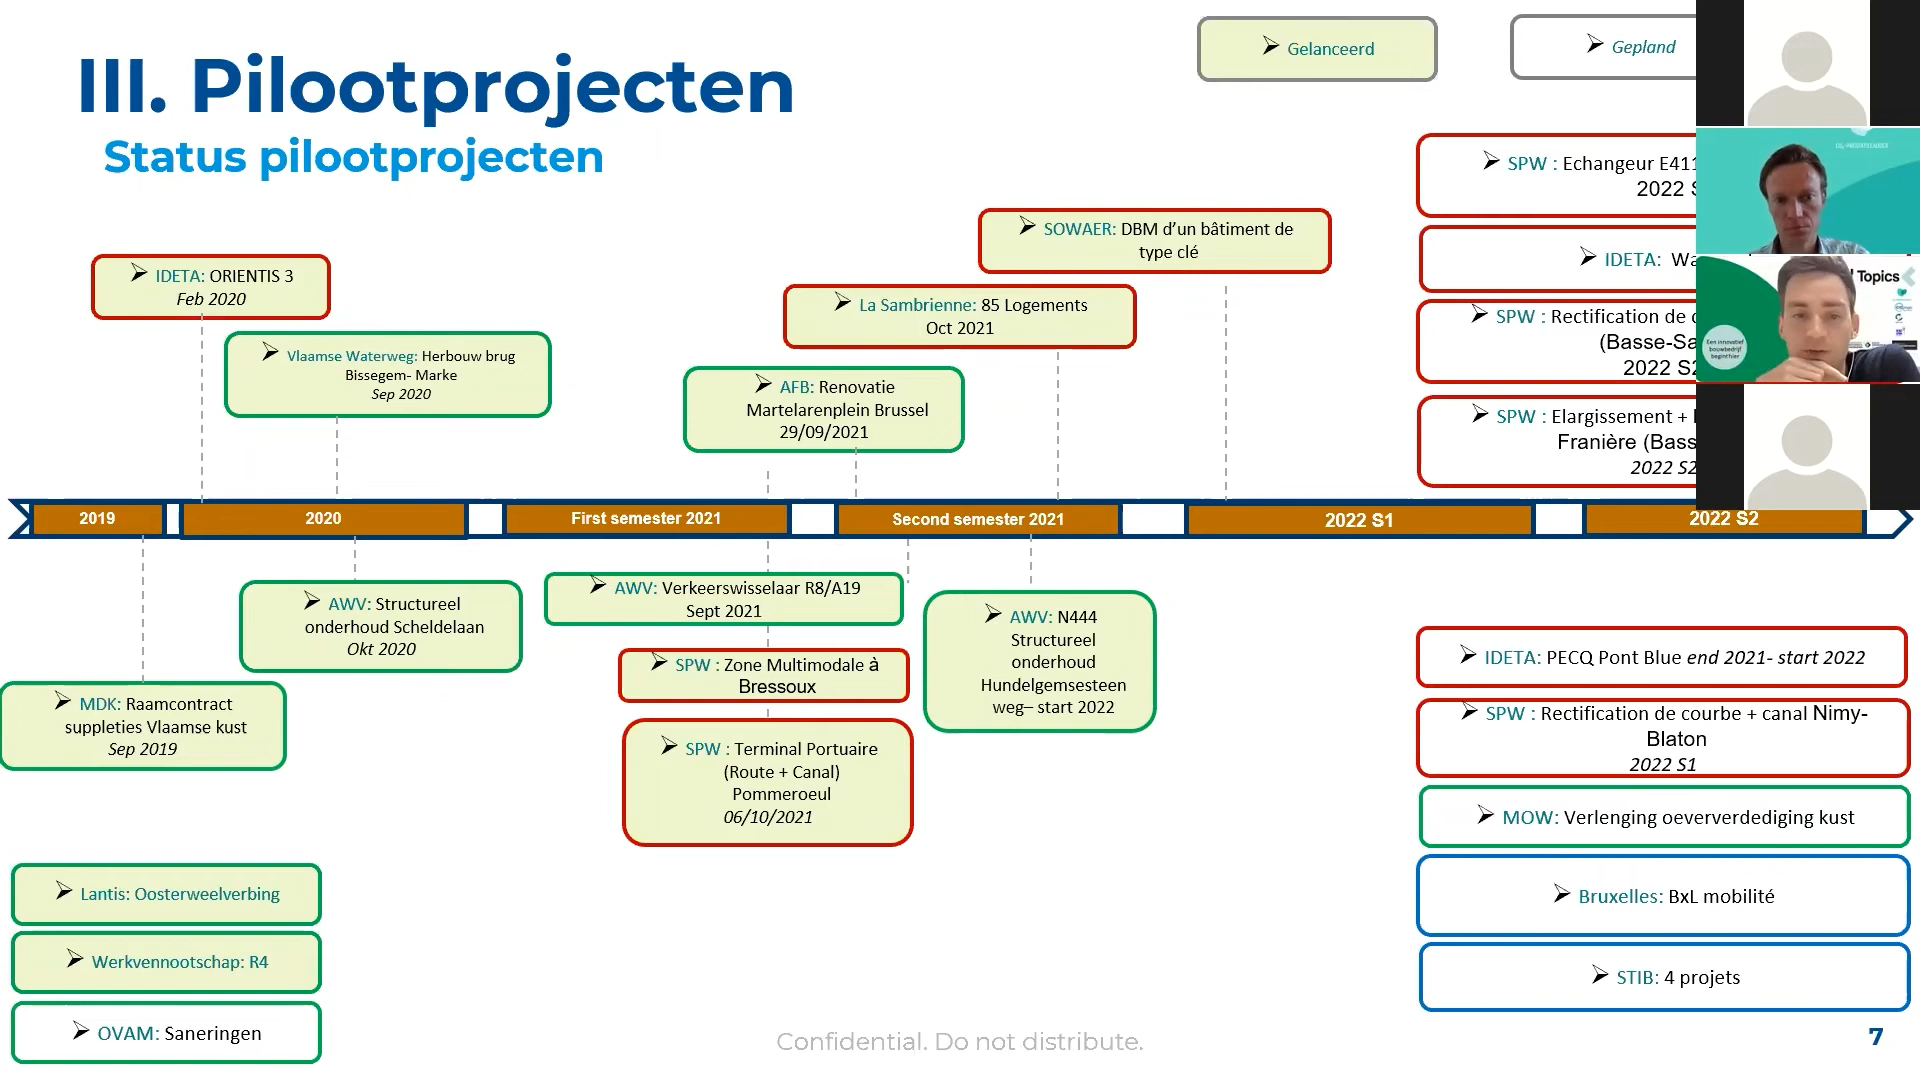 III. Pilootprojecten
Status pilootprojecten
➢ Gelanceerd
➢ Gepland
➢ SPW : Echangeur E411
2022 S
➢ IDETA: Wa
➢ SPW : Rectification de c
(Basse-Sa
2022 S2
➢ SPW : Elargissement +
Franière (Bass
2022 S2
➢ SOWAER: DBM d’un bâtiment de
type clé
➢ IDETA: ORIENTIS 3
Feb 2020
➢ La Sambrienne: 85 Logements
Oct 2021
➢ Vlaamse Waterweg: Herbouw brug
Bissegem- Marke
Sep 2020
➢ AFB: Renovatie
Martelarenplein Brussel
29/09/2021
Topics
Een innovatief
bouwbedrijf
begint hier
2019
2020
First semester 2021
Second semester 2021
2022 S1
2022 S2
➢ AWV: Structureel
onderhoud Scheldelaan
Okt 2020
➢ AWV: Verkeerswisselaar R8/A19
Sept 2021
➢ AWV: N444
Structureel
onderhoud
Hundelgemsesteen
weg– start 2022
➢ SPW : Zone Multimodale à
Bressoux
➢ MDK: Raamcontract
suppleties Vlaamse kust
Sep 2019
➢ SPW : Terminal Portuaire
(Route + Canal)
Pommeroeul
06/10/2021
➢ IDETA: PECQ Pont Blue end 2021- start 2022
➢ SPW : Rectification de courbe + canal Nimy-
Blaton
2022 S1
➢ MOW: Verlenging oeververdediging kust
➢ Bruxelles: BxL mobilité
➢ STIB: 4 projets
➢ Lantis: Oosterweelverbing
➢ Werkvennootschap: R4
➢ OVAM: Saneringen
Confidential. Do not distribute.
7